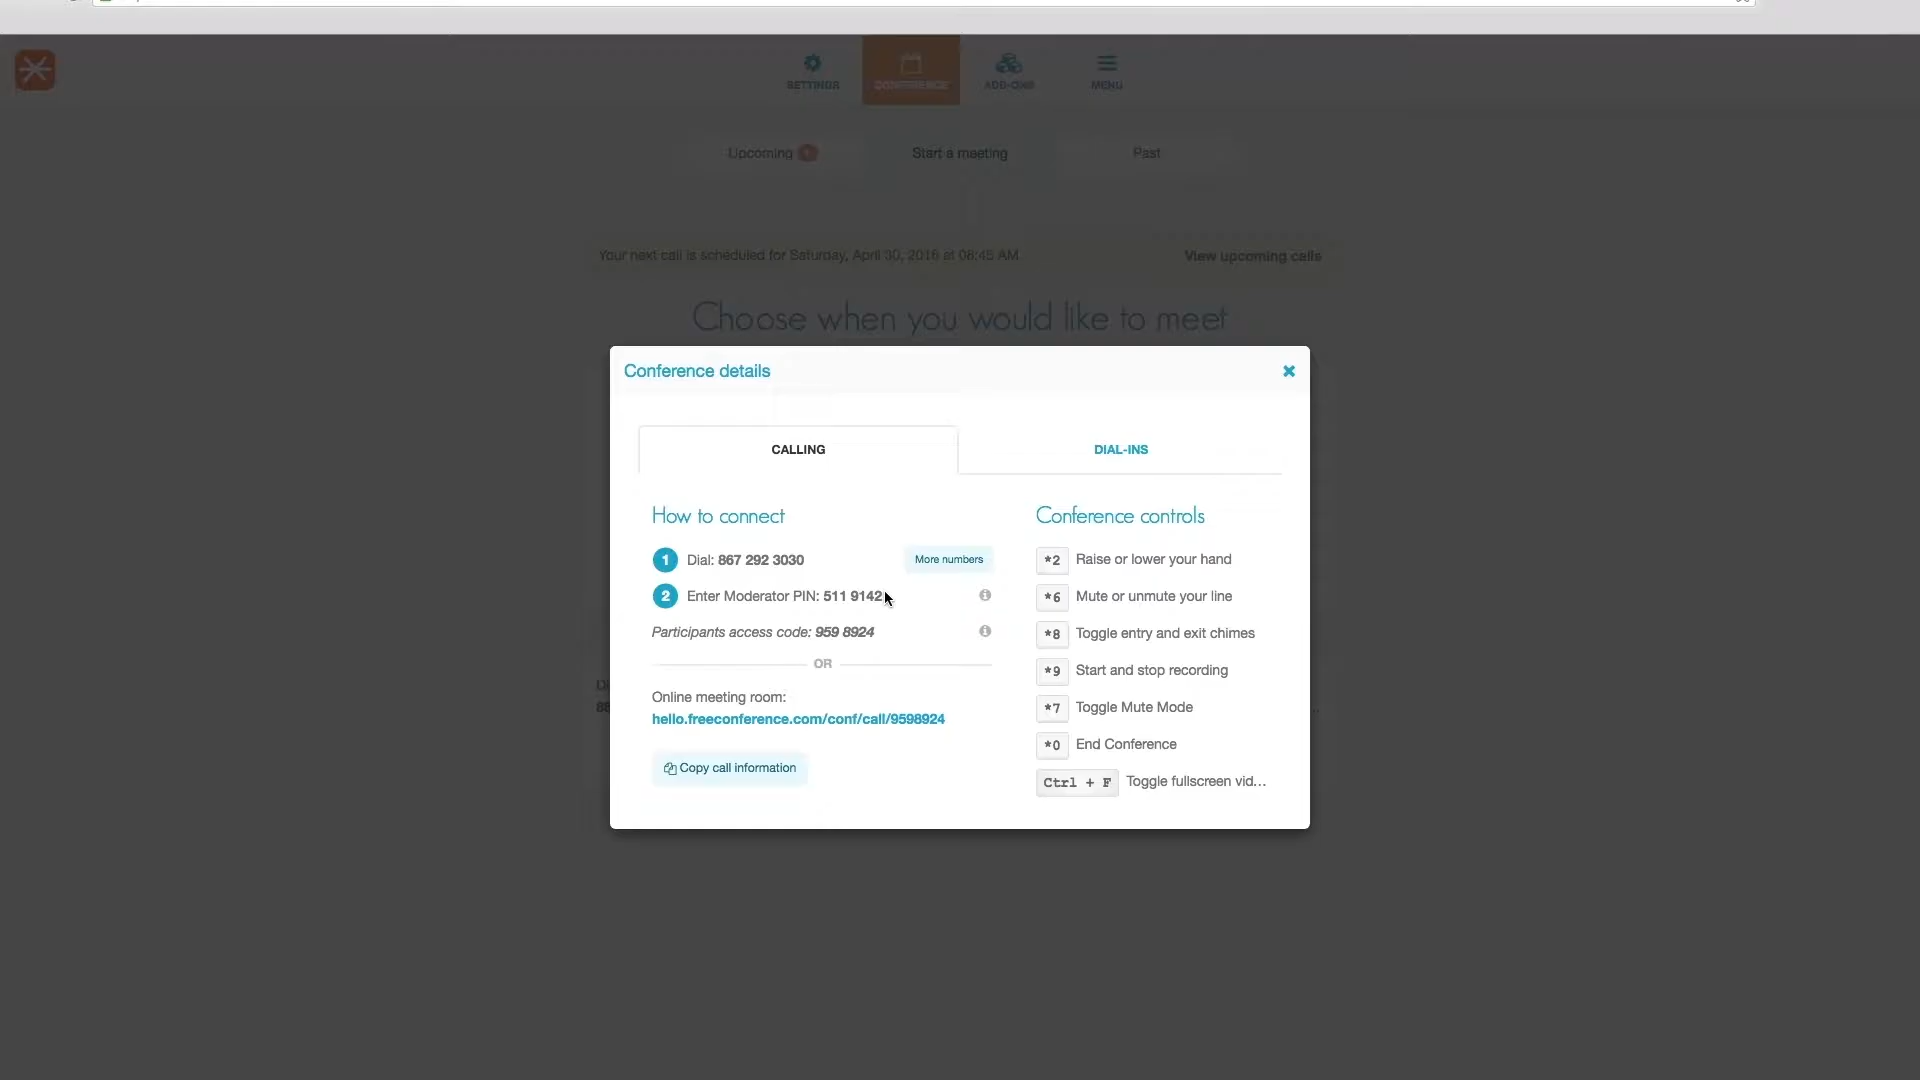 SETTINGS
CONFERENCE
ADD-ONS
MENU
Upcoming
Start a meeting
Past
Your next call is scheduled for Saturday, April 30, 2016 at 08:45 AM
View upcoming calls
Choose when you would like to meet
Conference details
CALLING
DIAL-INS
How to connect
1 Dial: 867 292 3030
More numbers
2 Enter Moderator PIN: 511 9142
Participants access code: 959 8924
OR
Online meeting room:
hello.freeconference.com/conf/call/9598924
Copy call information
Conference controls
*2 Raise or lower your hand
*6 Mute or unmute your line
*8 Toggle entry and exit chimes
*9 Start and stop recording
*7 Toggle Mute Mode
*0 End Conference
Ctrl + F Toggle fullscreen vid...